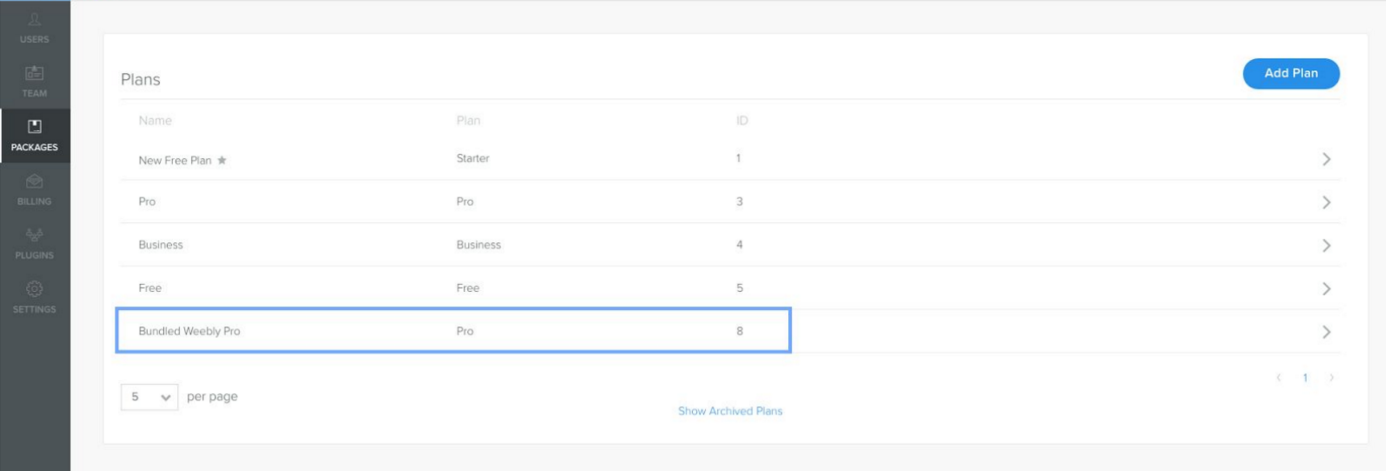 USERS
TEAM
PACKAGES
BILLING
PLUGINS
SETTINGS
Plans
Add Plan
Name Plan ID
New Free Plan ★ Starter 1
Pro Pro 3
Business Business 4
Free Free 5
Bundled Weebly Pro Pro 8
1
5 per page
Show Archived Plans